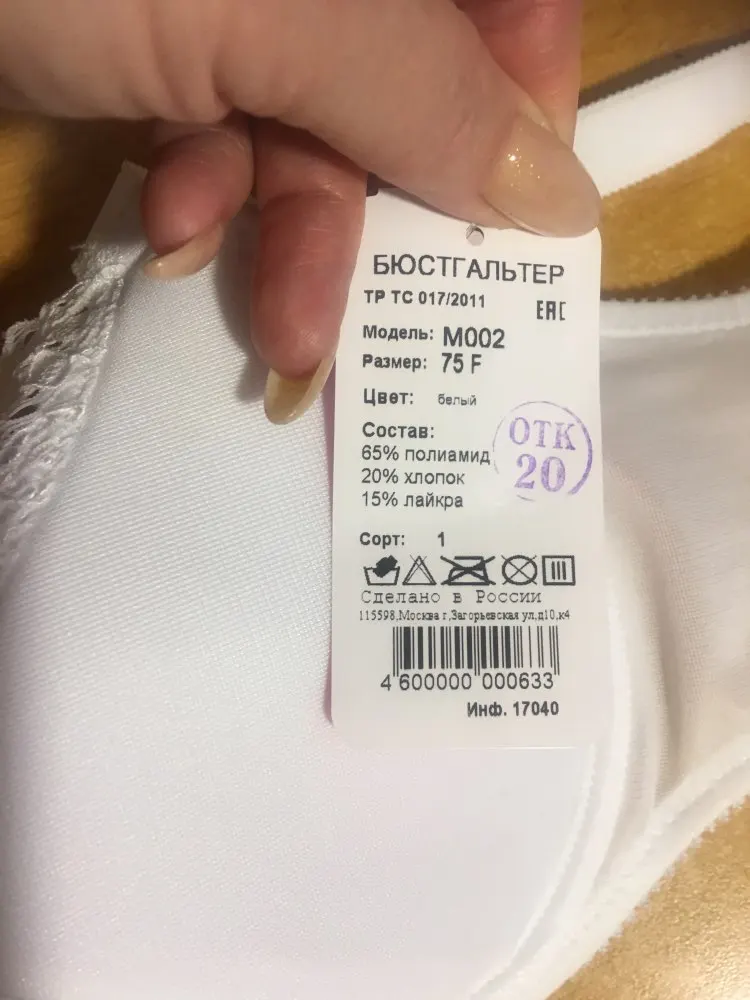 БЮСТГАЛЬТЕР
ТР ТС 017/2011
ЕАС
Модель: М002
Размер: 75 F
Цвет: белый
Состав:
65% полиамид
20% хлопок
15% лайкра
ОТК
20
Сорт: 1
Сделано в России
115598,Москва г,Загорьевская ул,д10,к4
4 600000 000633
Инф. 17040